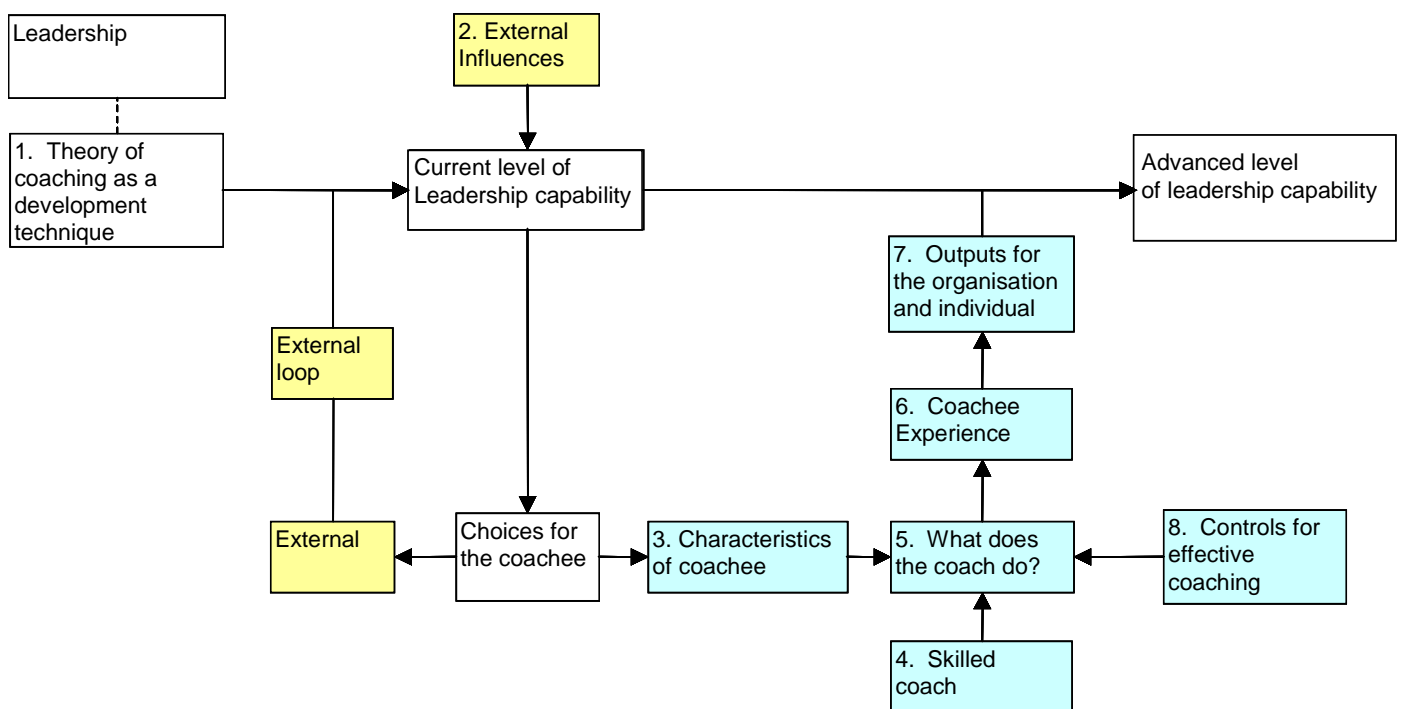 Leadership
2. External
Influences
1. Theory of
coaching as a
development
technique
Current level of
Leadership capability
Advanced level
of leadership capability
7. Outputs for
the organisation
and individual
External
loop
6. Coachee
Experience
External
Choices for
the coachee
3. Characteristics
of coachee
5. What does
the coach do?
8. Controls for
effective
coaching
4. Skilled
coach